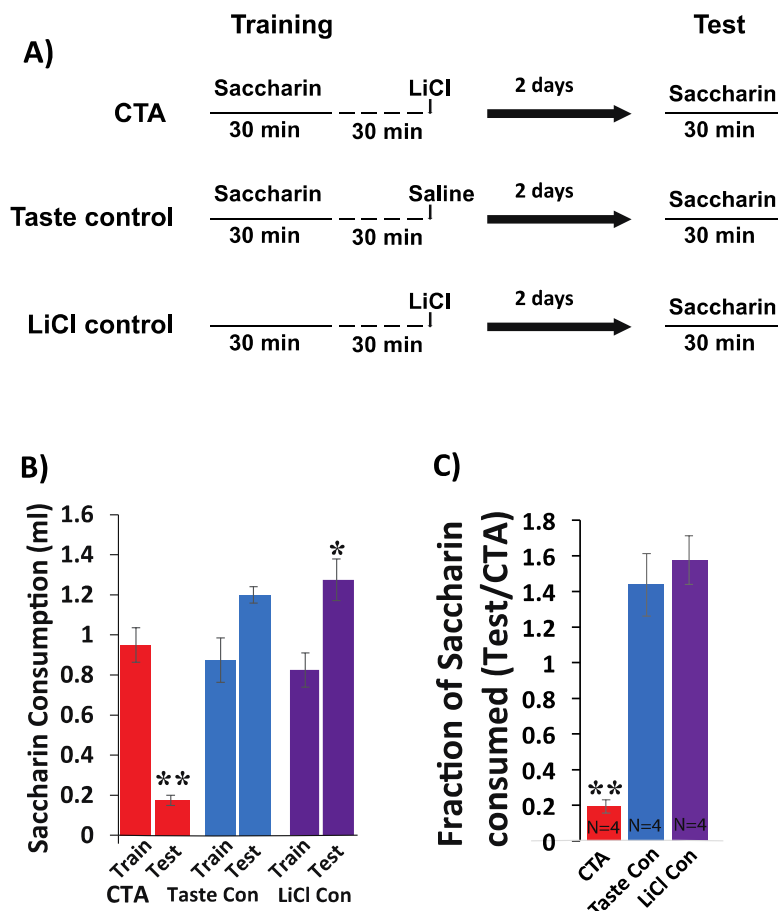 Training Test
A)
CTA Saccharin LiCl 2 days Saccharin
30 min 30 min 30 min
Taste control Saccharin Saline 2 days Saccharin
30 min 30 min 30 min
LiCl control LiCl 2 days Saccharin
30 min 30 min 30 min
B)
Saccharin Consumption (ml)
1.6
1.4
1.2
1
0.8
0.6
0.4
0.2
0
**
*
Train Test Train Test Train Test
CTA Taste Con LiCl Con
C)
Fraction of Saccharin
consumed (Test/CTA)
1.8
1.6
1.4
1.2
1
0.8
0.6
0.4
0.2
0
**
N=4 N=4 N=4
CTA Taste Con LiCl Con